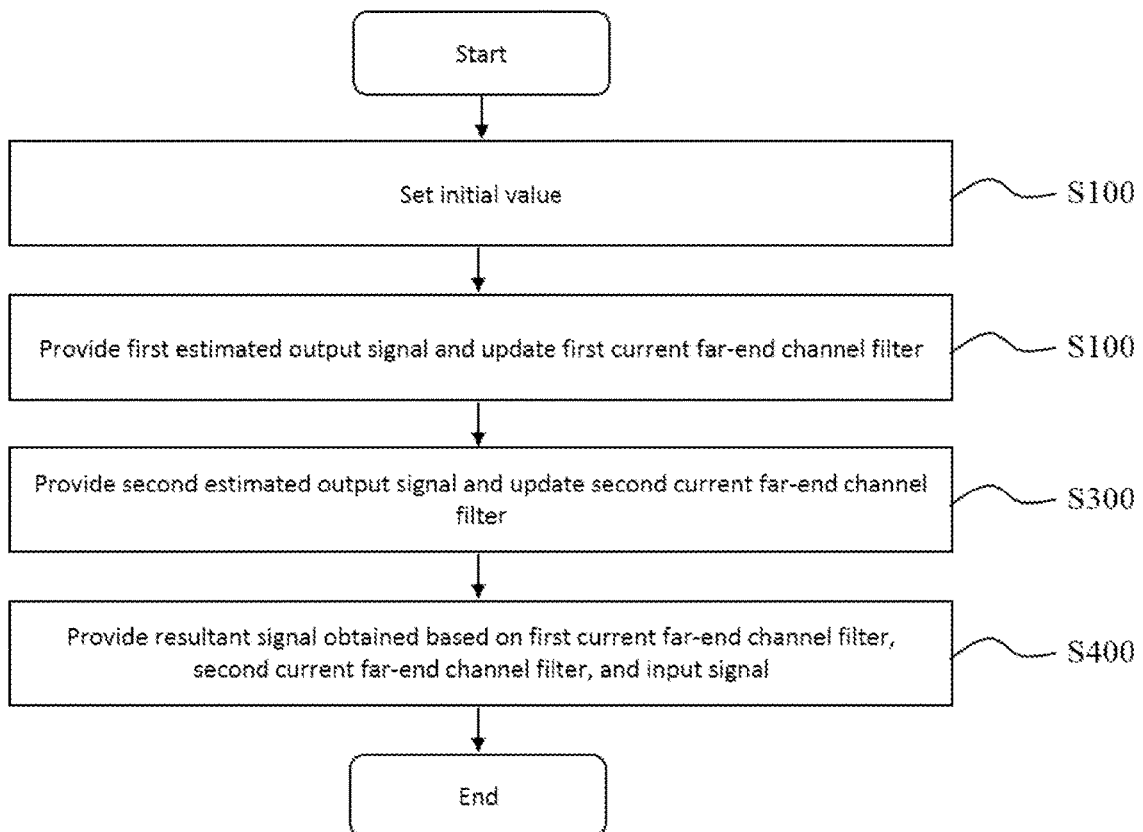 Start
Set initial value
S100
Provide first estimated output signal and update first current far-end channel filter
S100
Provide second estimated output signal and update second current far-end channel
filter
S300
Provide resultant signal obtained based on first current far-end channel filter,
second current far-end channel filter, and input signal
S400
End